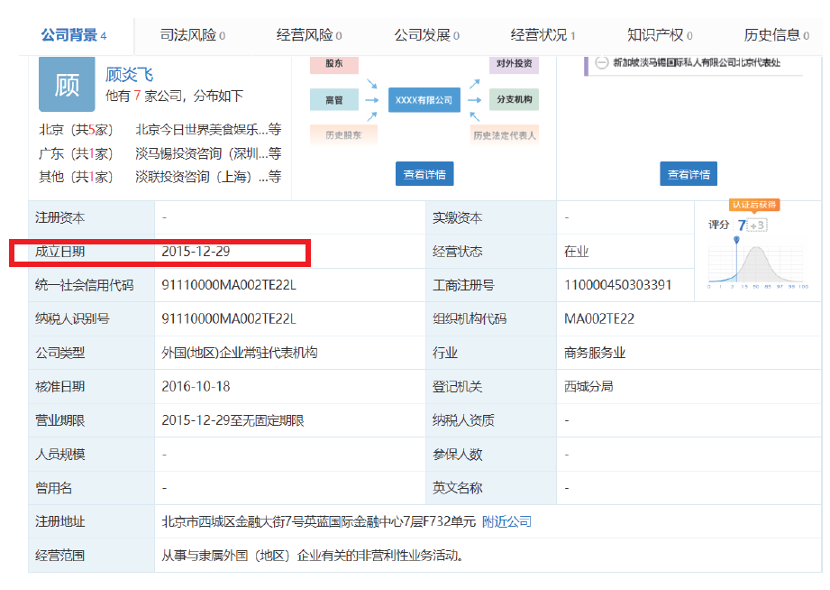 公司背景 4 司法风险 0 经营风险 0 公司发展 0 经营状况 1 知识产权 0 历史信息 0
顾
顾炎飞
他有 7 家公司，分布如下
北京（共5家） 北京今日世界美食娱乐...等
广东（共1家） 淡马锡投资咨询（深圳...等
其他（共1家） 淡联投资咨询（上海）...等
股东 对外投资
高管 XXXX有限公司 分支机构
历史股东 历史法定代表人
查看详情
新加坡淡马锡国际私人有限公司北京代表处
查看详情
注册资本 - 实缴资本 -
认证后获得
评分 7 +3
0 1 2 15 50 85 97 99 100
成立日期 2015-12-29 经营状态 在业
统一社会信用代码 91110000MA002TE22L 工商注册号 110000450303391
纳税人识别号 91110000MA002TE22L 组织机构代码 MA002TE22
公司类型 外国(地区)企业常驻代表机构 行业 商务服务业
核准日期 2016-10-18 登记机关 西城分局
营业期限 2015-12-29至无固定期限 纳税人资质 -
人员规模 - 参保人数 -
曾用名 - 英文名称 -
注册地址 北京市西城区金融大街7号英蓝国际金融中心7层F732单元 附近公司
经营范围 从事与隶属外国（地区）企业有关的非营利性业务活动。